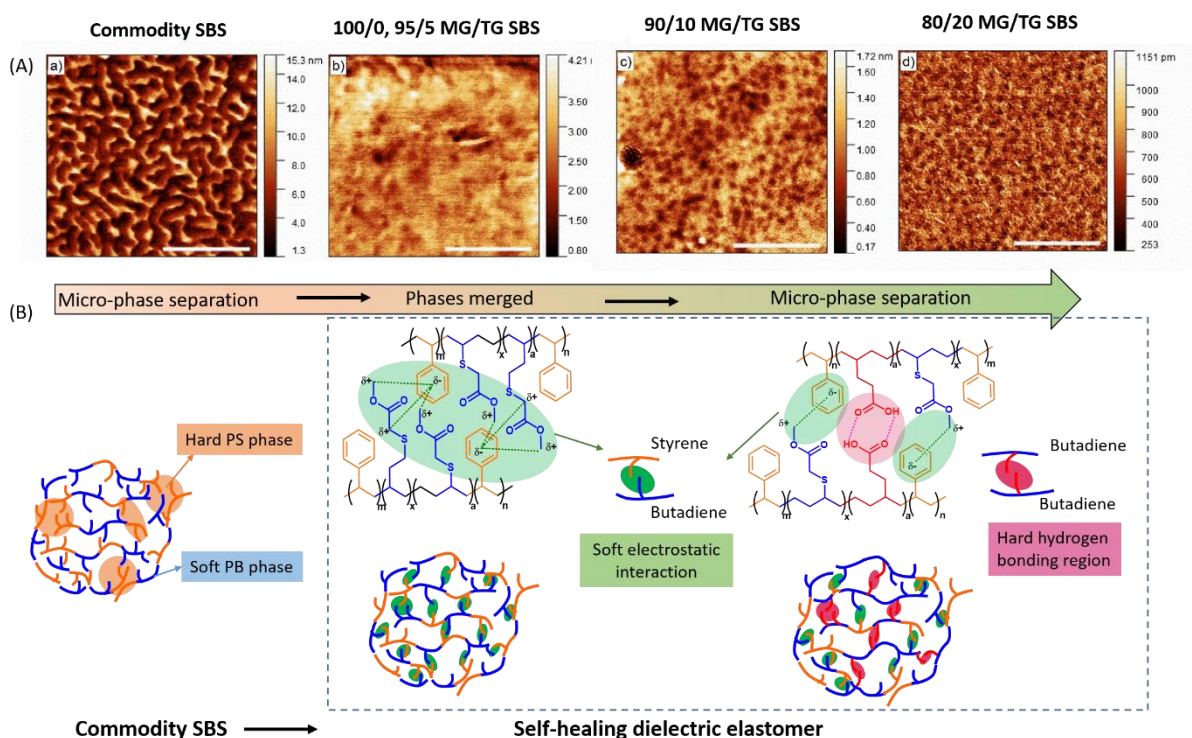 Commodity SBS
100/0, 95/5 MG/TG SBS
90/10 MG/TG SBS
80/20 MG/TG SBS
(A)
a)
15.3 nm
14.0
12.0
10.0
8.0
6.0
4.0
1.3
b)
4.21
3.50
3.00
2.50
2.00
1.50
0.80
c)
1.72 nm
1.60
1.40
1.20
1.00
0.80
0.60
0.40
0.17
d)
1151 pm
1000
900
800
700
600
500
400
253
Micro-phase separation
Phases merged
Micro-phase separation
(B)
m
x
a
n
n
x
a
m
S
S
S
O
O
O
O
O
O
δ+
δ-
δ+
δ+
δ+
δ+
δ-
δ+
S
m
x
a
n
S
O
O
O
OH
HO
O
O
O
δ-
δ+
δ+
δ-
S
m
x
a
n
Hard PS phase
Soft PB phase
Styrene
Butadiene
Soft electrostatic
interaction
Butadiene
Butadiene
Hard hydrogen
bonding region
Commodity SBS
Self-healing dielectric elastomer